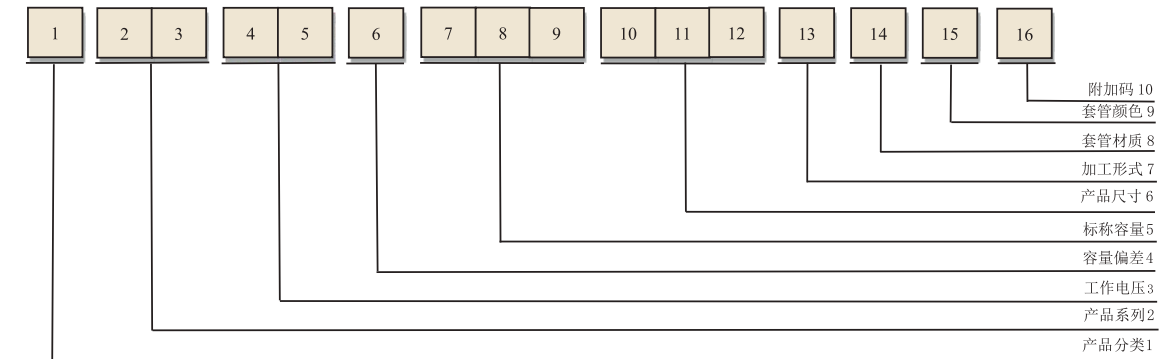 1 2 3 4 5 6 7 8 9 10 11 12 13 14 15 16
附加码 10
套管颜色 9
套管材质 8
加工形式 7
产品尺寸 6
标称容量5
容量偏差4
工作电压3
产品系列2
产品分类1